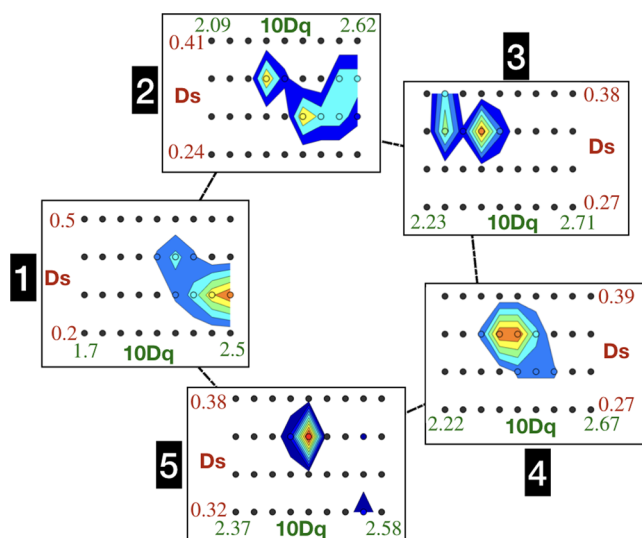 2.09 10Dq 2.62
0.41
2
Ds
0.24
3
0.38
Ds
0.27
2.23 10Dq 2.71
0.5
1
Ds
0.2
1.7 10Dq 2.5
0.39
Ds
0.27
2.22 10Dq 2.67
4
0.38
5
Ds
0.32
2.37 10Dq 2.58